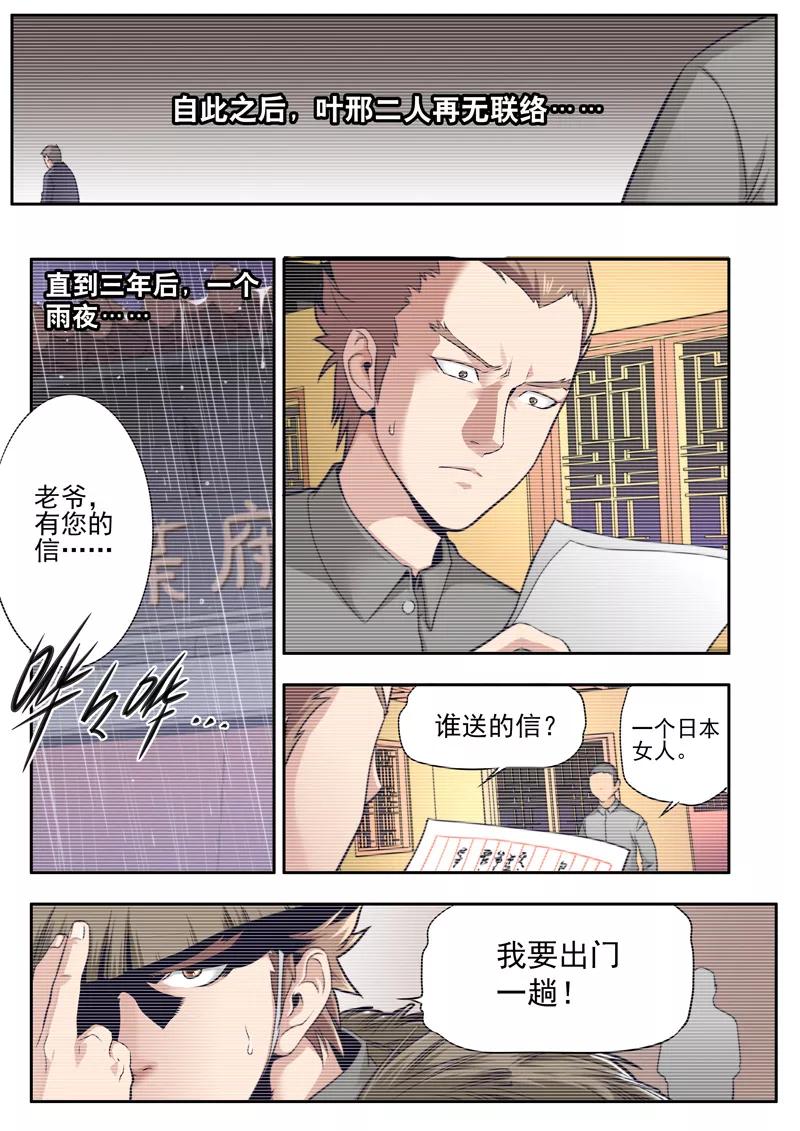 自此之后，叶邢二人再无联络……
直到三年后，一个
雨夜……
老爷，
有您的
信……
葉府
哗哗…
谁送的信？
一个日本
女人。
我要出门
一趟！